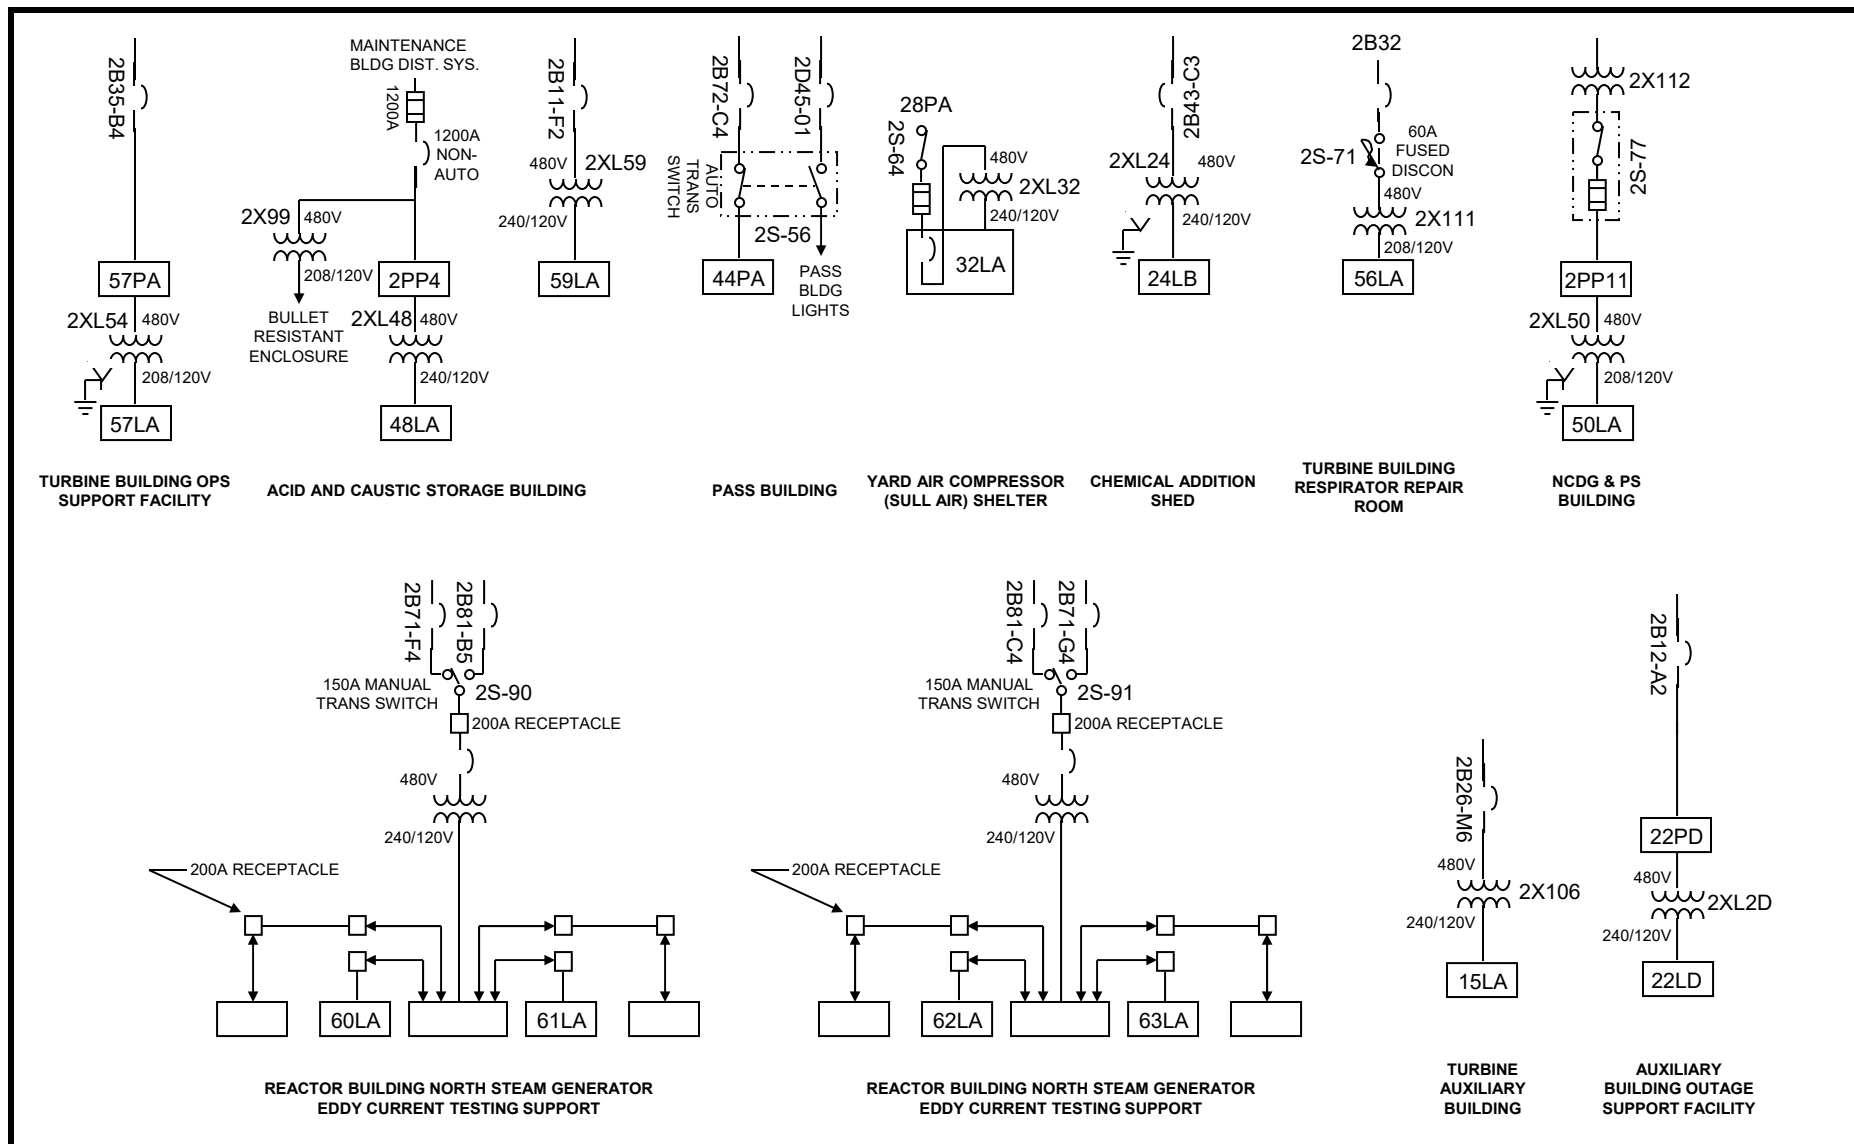 2B35-B4
57PA
2XL54
480V
208/120V
57LA
TURBINE BUILDING OPS
SUPPORT FACILITY
MAINTENANCE
BLDG DIST. SYS.
1200A
1200A
NON-
AUTO
2X99
480V
208/120V
BULLET
RESISTANT
ENCLOSURE
2PP4
2XL48
480V
240/120V
48LA
2B11-F2
480V
2XL59
240/120V
59LA
ACID AND CAUSTIC STORAGE BUILDING
2B72-C4
2D45-01
AUTO
TRANS
SWITCH
2S-56
44PA
PASS
BLDG
LIGHTS
PASS BUILDING
28PA
2S-64
480V
2XL32
240/120V
32LA
YARD AIR COMPRESSOR
(SULL AIR) SHELTER
2B43-C3
2XL24
480V
240/120V
24LB
CHEMICAL ADDITION
SHED
2B32
2S-71
60A
FUSED
DISCON
480V
2X111
208/120V
56LA
TURBINE BUILDING
RESPIRATOR REPAIR
ROOM
2X112
2S-77
2PP11
2XL50
480V
208/120V
50LA
NCDG & PS
BUILDING
2B71-F4
2B81-B5
150A MANUAL
TRANS SWITCH
2S-90
200A RECEPTACLE
480V
240/120V
200A RECEPTACLE
60LA
61LA
REACTOR BUILDING NORTH STEAM GENERATOR
EDDY CURRENT TESTING SUPPORT
2B81-C4
2B71-G4
150A MANUAL
TRANS SWITCH
2S-91
200A RECEPTACLE
480V
240/120V
200A RECEPTACLE
62LA
63LA
REACTOR BUILDING NORTH STEAM GENERATOR
EDDY CURRENT TESTING SUPPORT
2B26-M6
480V
2X106
240/120V
15LA
TURBINE
AUXILIARY
BUILDING
2B12-A2
22PD
480V
2XL2D
240/120V
22LD
AUXILIARY
BUILDING OUTAGE
SUPPORT FACILITY